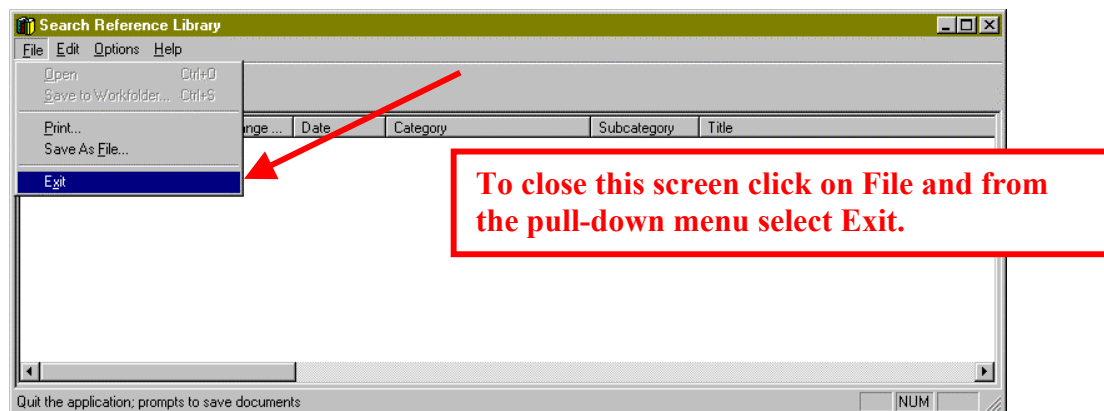 Search Reference Library
File Edit Options Help
Open Ctrl+O
Save to Workfolder... Ctrl+S
Print...
Save As File...
Exit
ange ... Date Category Subcategory Title
To close this screen click on File and from
the pull-down menu select Exit.
Quit the application; prompts to save documents
NUM